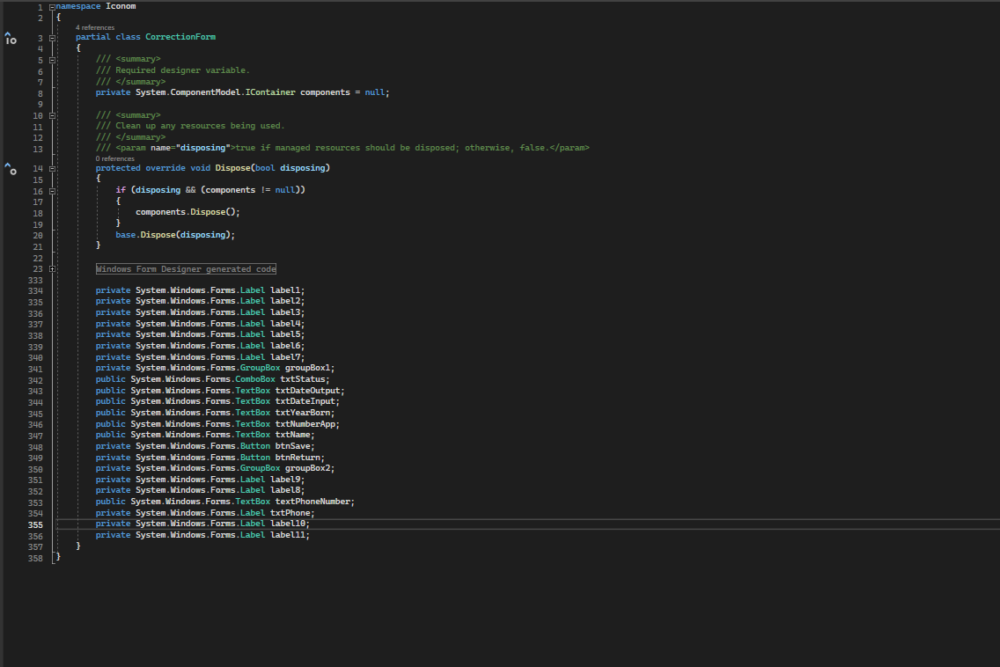 1 namespace Iconom
2 {
4 references
3 partial class CorrectionForm
4 {
5 /// <summary>
6 /// Required designer variable.
7 /// </summary>
8 private System.ComponentModel.IContainer components = null;
9
10 /// <summary>
11 /// Clean up any resources being used.
12 /// </summary>
13 /// <param name="disposing">true if managed resources should be disposed; otherwise, false.</param>
0 references
14 protected override void Dispose(bool disposing)
15 {
16 if (disposing && (components != null))
17 {
18 components.Dispose();
19 }
20 base.Dispose(disposing);
21 }
22
23 Windows Form Designer generated code
333
334 private System.Windows.Forms.Label label1;
335 private System.Windows.Forms.Label label2;
336 private System.Windows.Forms.Label label3;
337 private System.Windows.Forms.Label label4;
338 private System.Windows.Forms.Label label5;
339 private System.Windows.Forms.Label label6;
340 private System.Windows.Forms.Label label7;
341 private System.Windows.Forms.GroupBox groupBox1;
342 public System.Windows.Forms.ComboBox txtStatus;
343 public System.Windows.Forms.TextBox txtDateOutput;
344 public System.Windows.Forms.TextBox txtDateInput;
345 public System.Windows.Forms.TextBox txtYearBorn;
346 public System.Windows.Forms.TextBox txtNumberApp;
347 public System.Windows.Forms.TextBox txtName;
348 private System.Windows.Forms.Button btnSave;
349 private System.Windows.Forms.Button btnReturn;
350 private System.Windows.Forms.GroupBox groupBox2;
351 private System.Windows.Forms.Label label9;
352 private System.Windows.Forms.Label label8;
353 public System.Windows.Forms.TextBox textPhoneNumber;
354 private System.Windows.Forms.Label txtPhone;
355 private System.Windows.Forms.Label label10;
356 private System.Windows.Forms.Label label11;
357 }
358 }